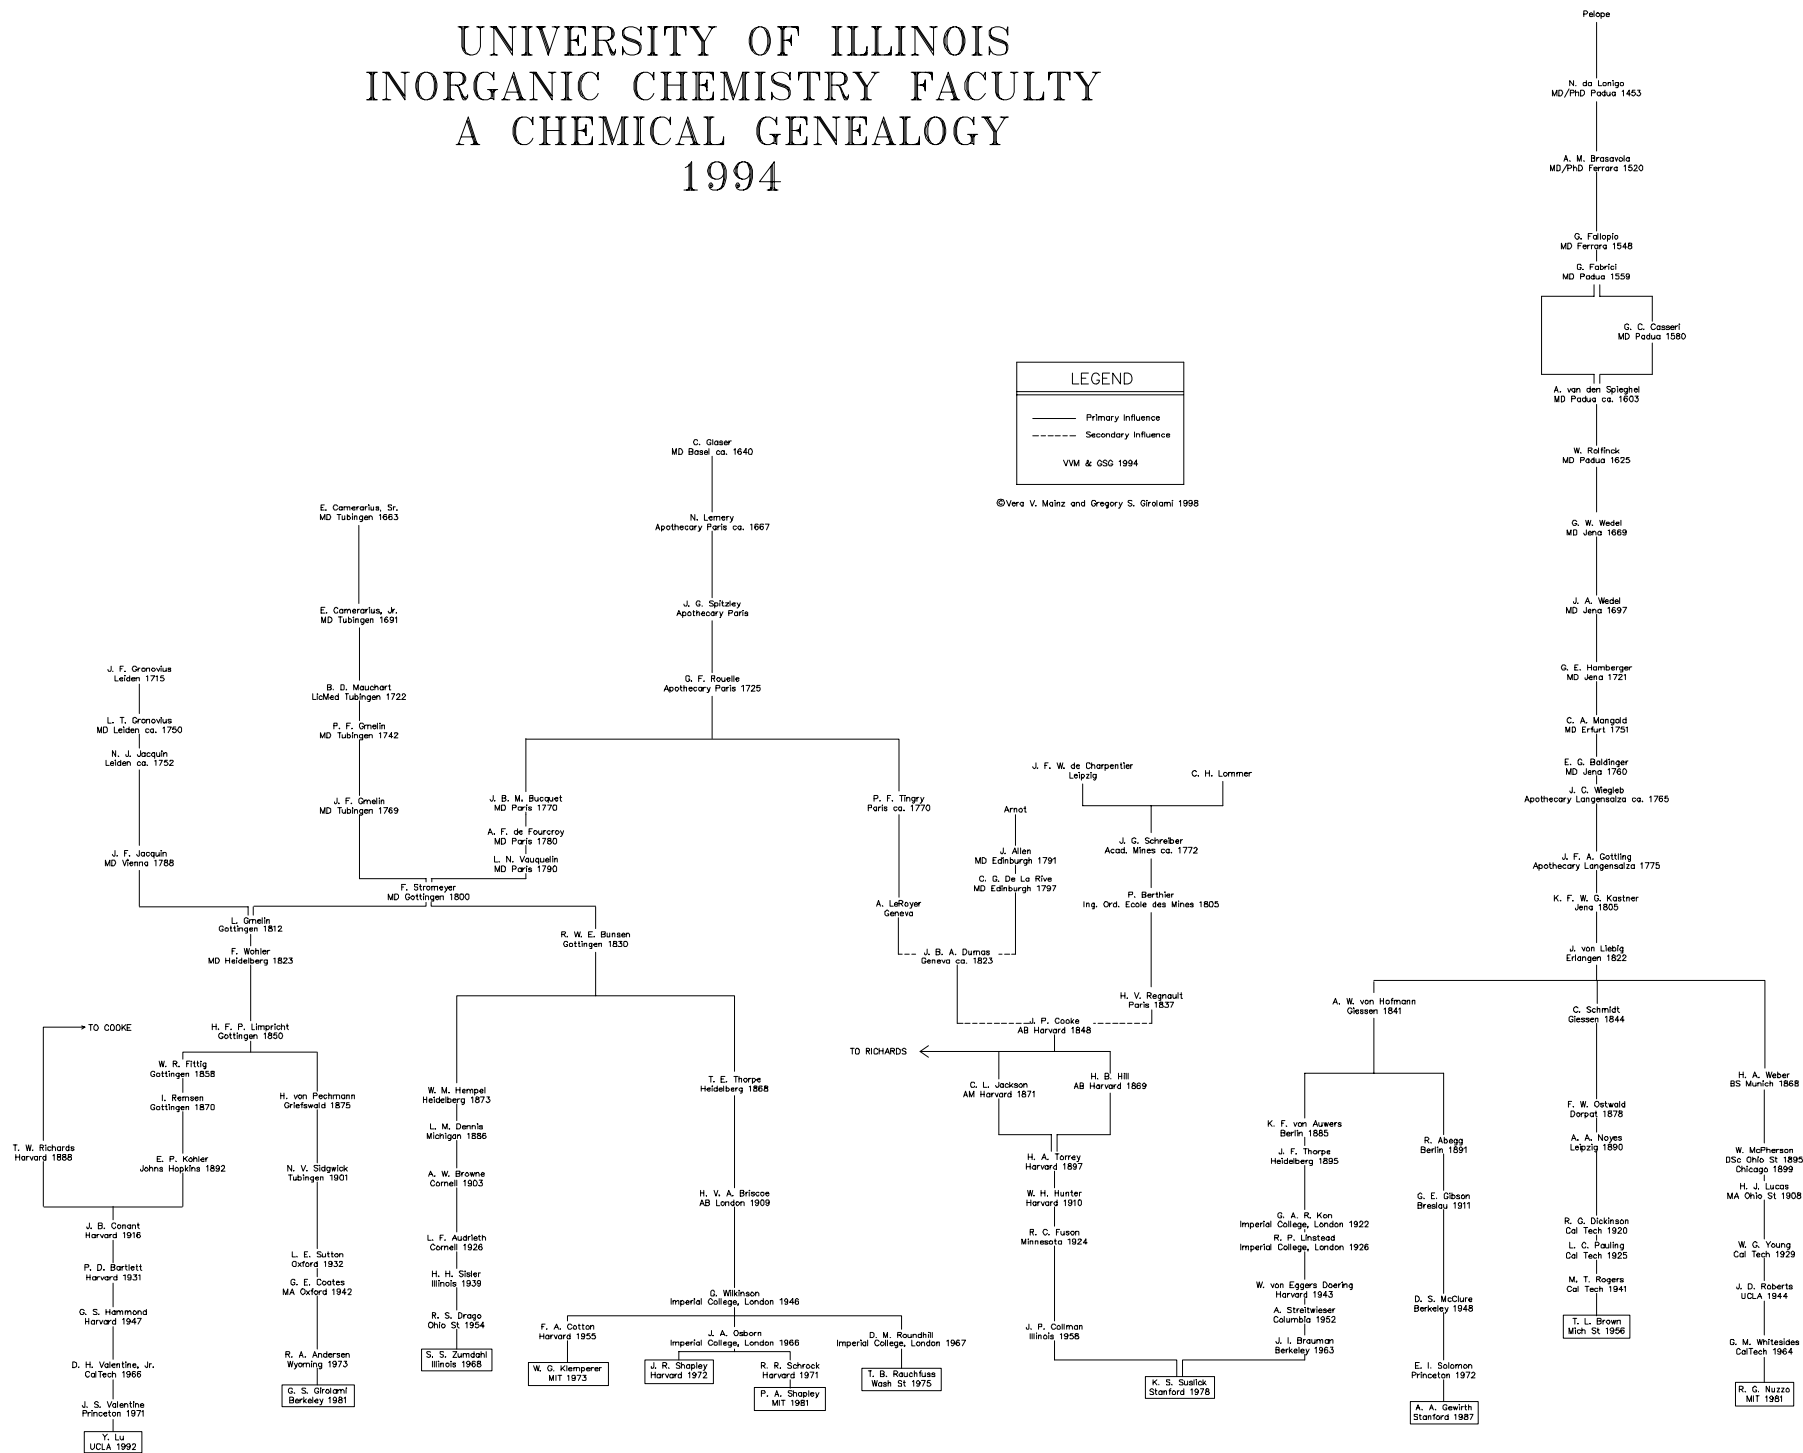 UNIVERSITY OF ILLINOIS
INORGANIC CHEMISTRY FACULTY
A CHEMICAL GENEALOGY
1994
Pelope
N. da Lonigo
MD/PhD Padua 1453
A. M. Brasavola
MD/PhD Ferrara 1520
G. Fallopio
MD Ferrara 1548
G. Fabrici
MD Padua 1559
G. C. Casseri
MD Padua 1580
A. van den Spieghel
MD Padua ca. 1603
W. Rolfinck
MD Padua 1625
G. W. Wedel
MD Jena 1669
J. A. Wedel
MD Jena 1697
G. E. Hamberger
MD Jena 1721
C. A. Mangold
MD Erfurt 1751
E. G. Baldinger
MD Jena 1760
J. C. Wiegleb
Apothecary Langensalza ca. 1765
J. F. A. Gottling
Apothecary Langensalza 1775
K. F. W. G. Kastner
Jena 1805
J. von Liebig
Erlangen 1822
LEGEND
Primary Influence
Secondary Influence
VVM & GSG 1994
©Vera V. Mainz and Gregory S. Girolami 1998
C. Glaser
MD Basel ca. 1640
N. Lemery
Apothecary Paris ca. 1667
J. G. Spitzley
Apothecary Paris
G. F. Rouelle
Apothecary Paris 1725
E. Camerarius, Sr.
MD Tubingen 1663
E. Camerarius, Jr.
MD Tubingen 1691
B. D. Mauchart
LicMed Tubingen 1722
P. F. Gmelin
MD Tubingen 1742
J. F. Gmelin
MD Tubingen 1769
J. F. Gronovius
Leiden 1715
L. T. Gronovius
MD Leiden ca. 1750
N. J. Jacquin
Leiden ca. 1752
J. F. Jacquin
MD Vienna 1788
J. B. M. Bucquet
MD Paris 1770
A. F. de Fourcroy
MD Paris 1780
L. N. Vauquelin
MD Paris 1790
F. Stromeyer
MD Gottingen 1800
L. Gmelin
Gottingen 1812
F. Wohler
MD Heidelberg 1823
R. W. E. Bunsen
Gottingen 1830
P. F. Tingry
Paris ca. 1770
A. LeRoyer
Geneva
Arnot
J. Allen
MD Edinburgh 1791
C. G. De La Rive
MD Edinburgh 1797
J. B. A. Dumas
Geneva ca. 1823
J. F. W. de Charpentier
Leipzig
C. H. Lommer
J. G. Schreiber
Acad. Mines ca. 1772
P. Berthier
Ing. Ord. Ecole des Mines 1805
H. V. Regnault
Paris 1837
J. P. Cooke
AB Harvard 1848
TO RICHARDS
C. L. Jackson
AM Harvard 1871
H. B. Hill
AB Harvard 1869
H. A. Torrey
Harvard 1897
W. H. Hunter
Harvard 1910
R. C. Fuson
Minnesota 1924
J. P. Collman
Illinois 1958
TO COOKE
H. F. P. Limpricht
Gottingen 1850
W. R. Fittig
Gottingen 1858
I. Remsen
Gottingen 1870
T. W. Richards
Harvard 1888
E. P. Kohler
Johns Hopkins 1892
J. B. Conant
Harvard 1916
P. D. Bartlett
Harvard 1931
G. S. Hammond
Harvard 1947
D. H. Valentine, Jr.
CalTech 1966
J. S. Valentine
Princeton 1971
Y. Lu
UCLA 1992
H. von Pechmann
Griefswald 1875
N. V. Sidgwick
Tubingen 1901
L. E. Sutton
Oxford 1932
G. E. Coates
MA Oxford 1942
R. A. Andersen
Wyoming 1973
G. S. Girolami
Berkeley 1981
W. M. Hempel
Heidelberg 1873
L. M. Dennis
Michigan 1886
A. W. Browne
Cornell 1903
L. F. Audrieth
Cornell 1926
H. H. Sisler
Illinois 1939
R. S. Drago
Ohio St 1954
S. S. Zumdahl
Illinois 1968
T. E. Thorpe
Heidelberg 1868
H. V. A. Briscoe
AB London 1909
G. Wilkinson
Imperial College, London 1946
F. A. Cotton
Harvard 1955
W. G. Klemperer
MIT 1973
J. A. Osborn
Imperial College, London 1966
J. R. Shapley
Harvard 1972
R. R. Schrock
Harvard 1971
P. A. Shapley
MIT 1981
D. M. Roundhill
Imperial College, London 1967
T. B. Rauchfuss
Wash St 1975
K. S. Suslick
Stanford 1978
A. W. von Hofmann
Giessen 1841
K. F. von Auwers
Berlin 1885
J. F. Thorpe
Heidelberg 1895
G. A. R. Kon
Imperial College, London 1922
R. P. Linstead
Imperial College, London 1926
W. von Eggers Doering
Harvard 1943
A. Streitwieser
Columbia 1952
J. I. Brauman
Berkeley 1963
R. Abegg
Berlin 1891
G. E. Gibson
Breslau 1911
D. S. McClure
Berkeley 1948
E. I. Solomon
Princeton 1972
A. A. Gewirth
Stanford 1987
C. Schmidt
Giessen 1844
F. W. Ostwald
Dorpat 1878
A. A. Noyes
Leipzig 1890
R. G. Dickinson
Cal Tech 1920
L. C. Pauling
Cal Tech 1925
M. T. Rogers
Cal Tech 1941
T. L. Brown
Mich St 1956
H. A. Weber
BS Munich 1868
W. McPherson
DSc Ohio St 1895
Chicago 1899
H. J. Lucas
MA Ohio St 1908
W. G. Young
Cal Tech 1929
J. D. Roberts
UCLA 1944
G. M. Whitesides
CalTech 1964
R. G. Nuzzo
MIT 1981